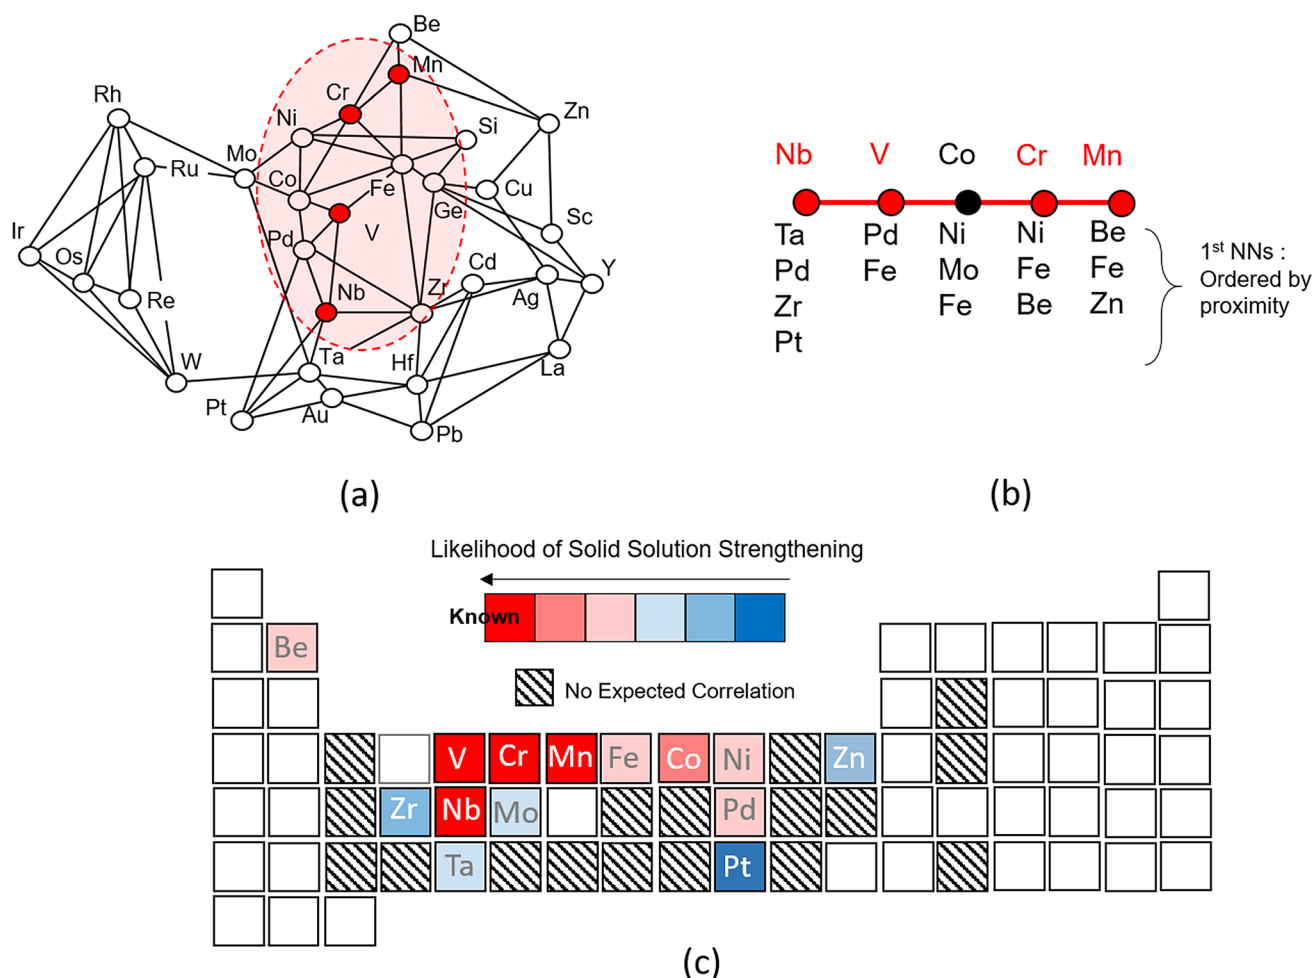 Be
Mn
Rh
Cr
Zn
Ni
Si
Mo
Ru
Co
Fe
Cu
Ge
Ir
V
Sc
Pd
Os
Cd
Y
Re
Nb
Zr
Ag
W
Ta
Hf
La
Pt
Au
Pb
(a)
Nb V Co Cr Mn
Ta Pd Ni Ni Be
Pd Fe Mo Fe Fe
Zr Fe Be Zn
Pt
1st NNs :
Ordered by
proximity
(b)
Likelihood of Solid Solution Strengthening
Known
No Expected Correlation
Be
V Cr Mn Fe Co Ni Zn
Zr Nb Mo Pd
Ta Pt
(c)